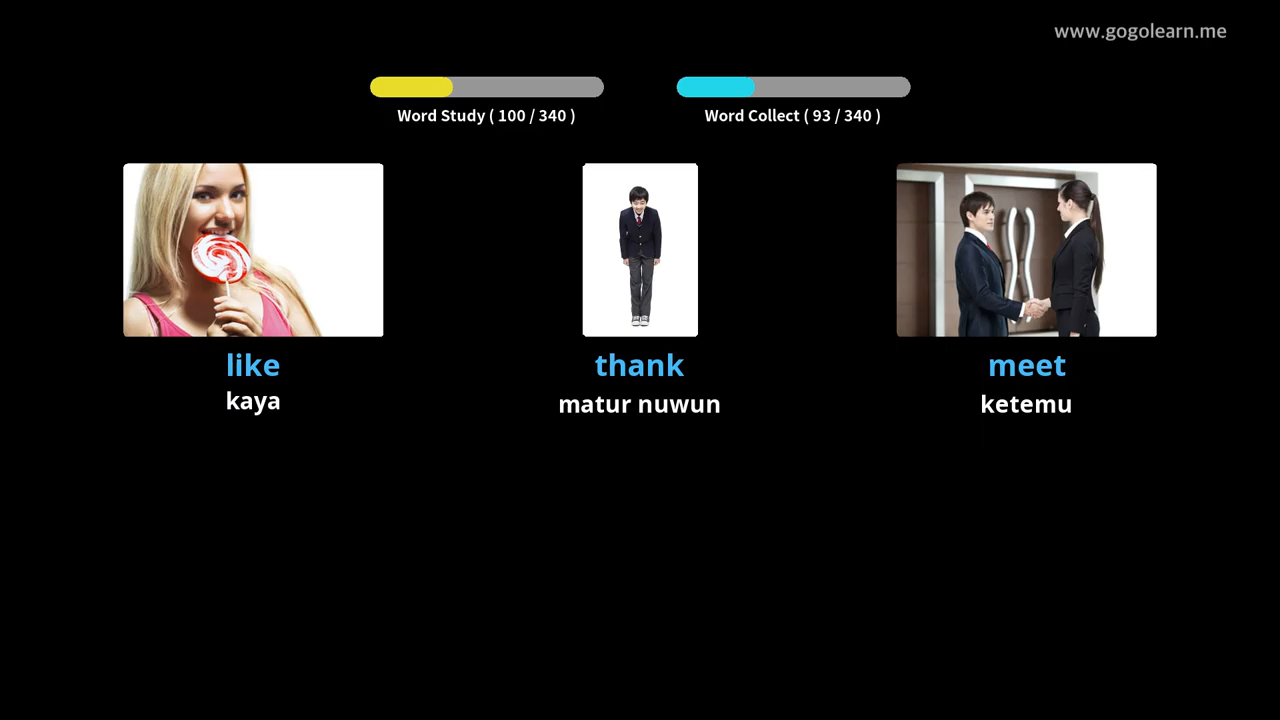 www.gogolearn.me
Word Study ( 100 / 340 )
Word Collect ( 93 / 340 )
like
kaya
thank
matur nuwun
meet
ketemu